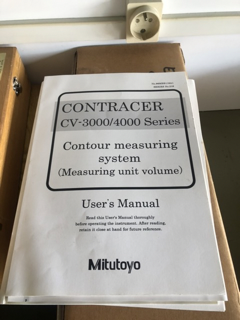 CONTRACER
CV-3000/4000 Series
Contour measuring
system
(Measuring unit volume)
User's Manual
Read this User's Manual thoroughly
before operating the instrument. After reading,
retain it close at hand for future reference.
Mitutoyo